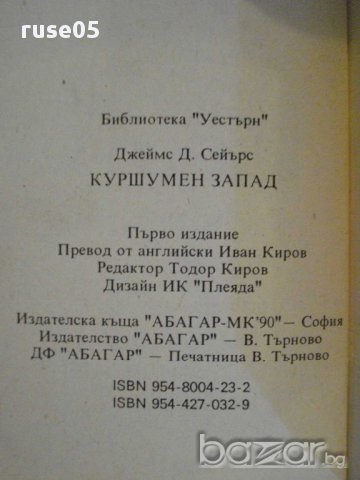 ruse05
Библиотека "Уестърн"
Джеймс Д. Сейърс
КУРШУМЕН ЗАПАД
Първо издание
Превод от английски Иван Киров
Редактор Тодор Киров
Дизайн ИК "Плеяда"
Издателска къща "АБАГАР-МК'90" — София
Издателство "АБАГАР" — В. Търново
ДФ "АБАГАР" — Печатница В. Търново
ISBN 954-8004-23-2
ISBN 954-427-032-9
bazar.bg